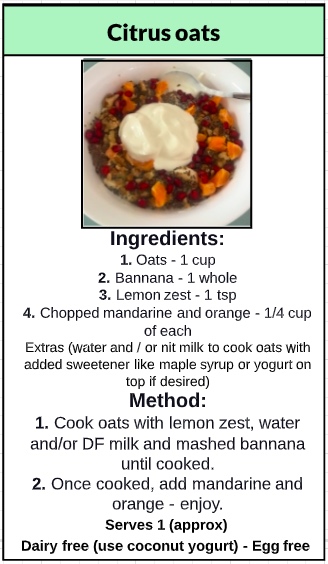 Citrus oats
Ingredients:
1. Oats - 1 cup
2. Bannana - 1 whole
3. Lemon zest - 1 tsp
4. Chopped mandarine and orange - 1/4 cup
of each
Extras (water and / or nit milk to cook oats with
added sweetener like maple syrup or yogurt on
top if desired)
Method:
1. Cook oats with lemon zest, water
and/or DF milk and mashed bannana
until cooked.
2. Once cooked, add mandarine and
orange - enjoy.
Serves 1 (approx)
Dairy free (use coconut yogurt) - Egg free